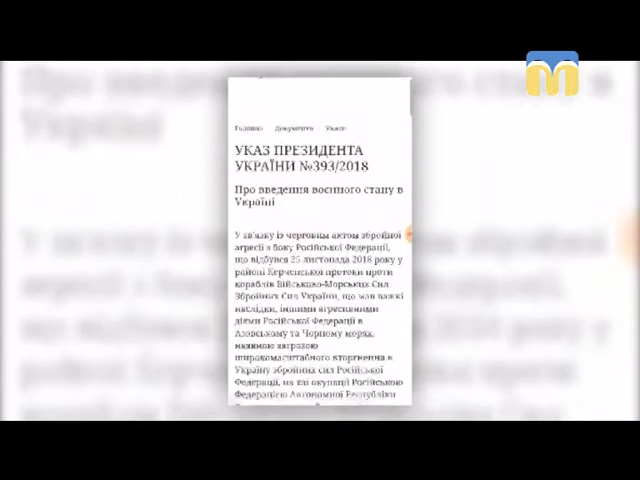 Головна Документи Укази
УКАЗ ПРЕЗИДЕНТА
УКРАЇНИ №393/2018
Про введення воєнного стану в
Україні
У зв'язку із черговим актом збройної
агресії з боку Російської Федерації,
що відбувся 25 листопада 2018 року у
районі Керченської протоки проти
кораблів Військово-Морських Сил
Збройних Сил України, що мав важкі
наслідки, іншими агресивними
діями Російської Федерації в
Азовському та Чорному морях,
наявною загрозою
широкомасштабного вторгнення в
Україну збройних сил Російської
Федерації, на тлі окупації Російською
Федерацією Автономної Республіки